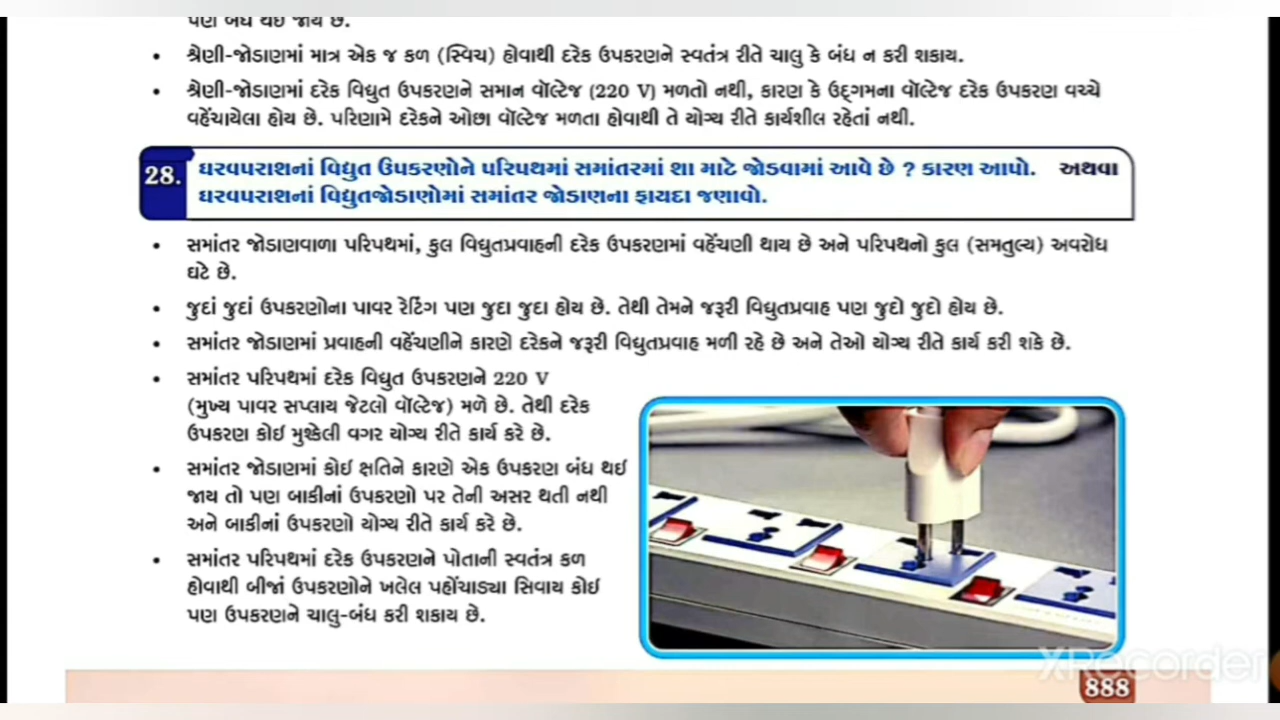 પણ બંધ થઈ જાય છે.
• શ્રેણી-જોડાણમાં માત્ર એક જ કળ (સ્વિચ) હોવાથી દરેક ઉપકરણને સ્વતંત્ર રીતે ચાલુ કે બંધ ન કરી શકાય.
• શ્રેણી-જોડાણમાં દરેક વિદ્યુત ઉપકરણને સમાન વૉલ્ટેજ (220 V) મળતો નથી, કારણ કે ઉદ્‌ગમના વૉલ્ટેજ દરેક ઉપકરણ વચ્ચે
વહેંચાયેલા હોય છે. પરિણામે દરેકને ઓછા વૉલ્ટેજ મળતા હોવાથી તે યોગ્ય રીતે કાર્યશીલ રહેતાં નથી.
28. ઘરવપરાશનાં વિદ્યુત ઉપકરણોને પરિપથમાં સમાંતરમાં શા માટે જોડવામાં આવે છે ? કારણ આપો. અથવા
ઘરવપરાશનાં વિદ્યુતજોડાણોમાં સમાંતર જોડાણના ફાયદા જણાવો.
• સમાંતર જોડાણવાળા પરિપથમાં, કુલ વિદ્યુતપ્રવાહની દરેક ઉપકરણમાં વહેંચણી થાય છે અને પરિપથનો કુલ (સમતુલ્ય) અવરોધ
ઘટે છે.
• જુદાં જુદાં ઉપકરણોના પાવર રેટિંગ પણ જુદા જુદા હોય છે. તેથી તેમને જરૂરી વિદ્યુતપ્રવાહ પણ જુદો જુદો હોય છે.
• સમાંતર જોડાણમાં પ્રવાહની વહેંચણીને કારણે દરેકને જરૂરી વિદ્યુતપ્રવાહ મળી રહે છે અને તેઓ યોગ્ય રીતે કાર્ય કરી શકે છે.
• સમાંતર પરિપથમાં દરેક વિદ્યુત ઉપકરણને 220 V
(મુખ્ય પાવર સપ્લાય જેટલો વૉલ્ટેજ) મળે છે. તેથી દરેક
ઉપકરણ કોઈ મુશ્કેલી વગર યોગ્ય રીતે કાર્ય કરે છે.
• સમાંતર જોડાણમાં કોઈ ક્ષતિને કારણે એક ઉપકરણ બંધ થઈ
જાય તો પણ બાકીનાં ઉપકરણો પર તેની અસર થતી નથી
અને બાકીનાં ઉપકરણો યોગ્ય રીતે કાર્ય કરે છે.
• સમાંતર પરિપથમાં દરેક ઉપકરણને પોતાની સ્વતંત્ર કળ
હોવાથી બીજાં ઉપકરણોને ખલેલ પહોંચાડ્યા સિવાય કોઈ
પણ ઉપકરણને ચાલુ-બંધ કરી શકાય છે.
XRecorder
888